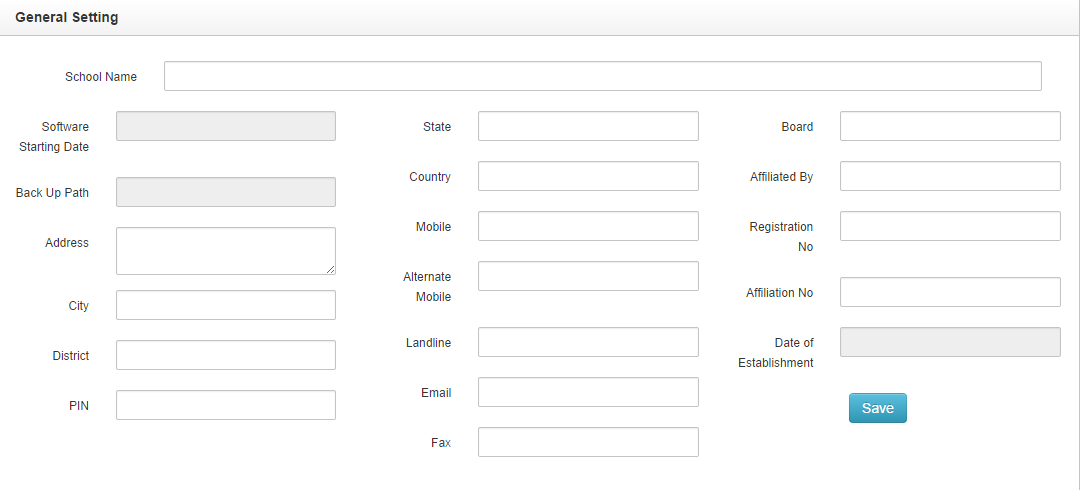 General Setting
School Name
Software
Starting Date
Back Up Path
Address
City
District
PIN
State
Country
Mobile
Alternate
Mobile
Landline
Email
Fax
Board
Affiliated By
Registration
No
Affiliation No
Date of
Establishment
Save